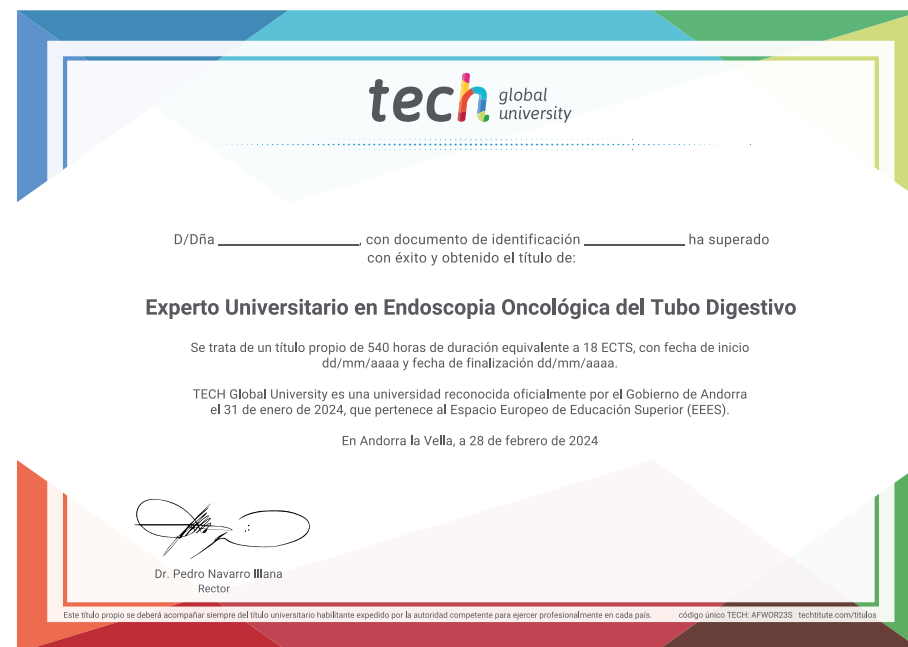 tech global university
D/Dña ____________________, con documento de identificación ______________ ha superado
con éxito y obtenido el título de:
Experto Universitario en Endoscopia Oncológica del Tubo Digestivo
Se trata de un título propio de 540 horas de duración equivalente a 18 ECTS, con fecha de inicio
dd/mm/aaaa y fecha de finalización dd/mm/aaaa.
TECH Global University es una universidad reconocida oficialmente por el Gobierno de Andorra
el 31 de enero de 2024, que pertenece al Espacio Europeo de Educación Superior (EEES).
En Andorra la Vella, a 28 de febrero de 2024
Dr. Pedro Navarro Illana
Rector
Este título propio se deberá acompañar siempre del título universitario habilitante expedido por la autoridad competente para ejercer profesionalmente en cada país. código único TECH: AFWOR23S techtitute.com/titulos